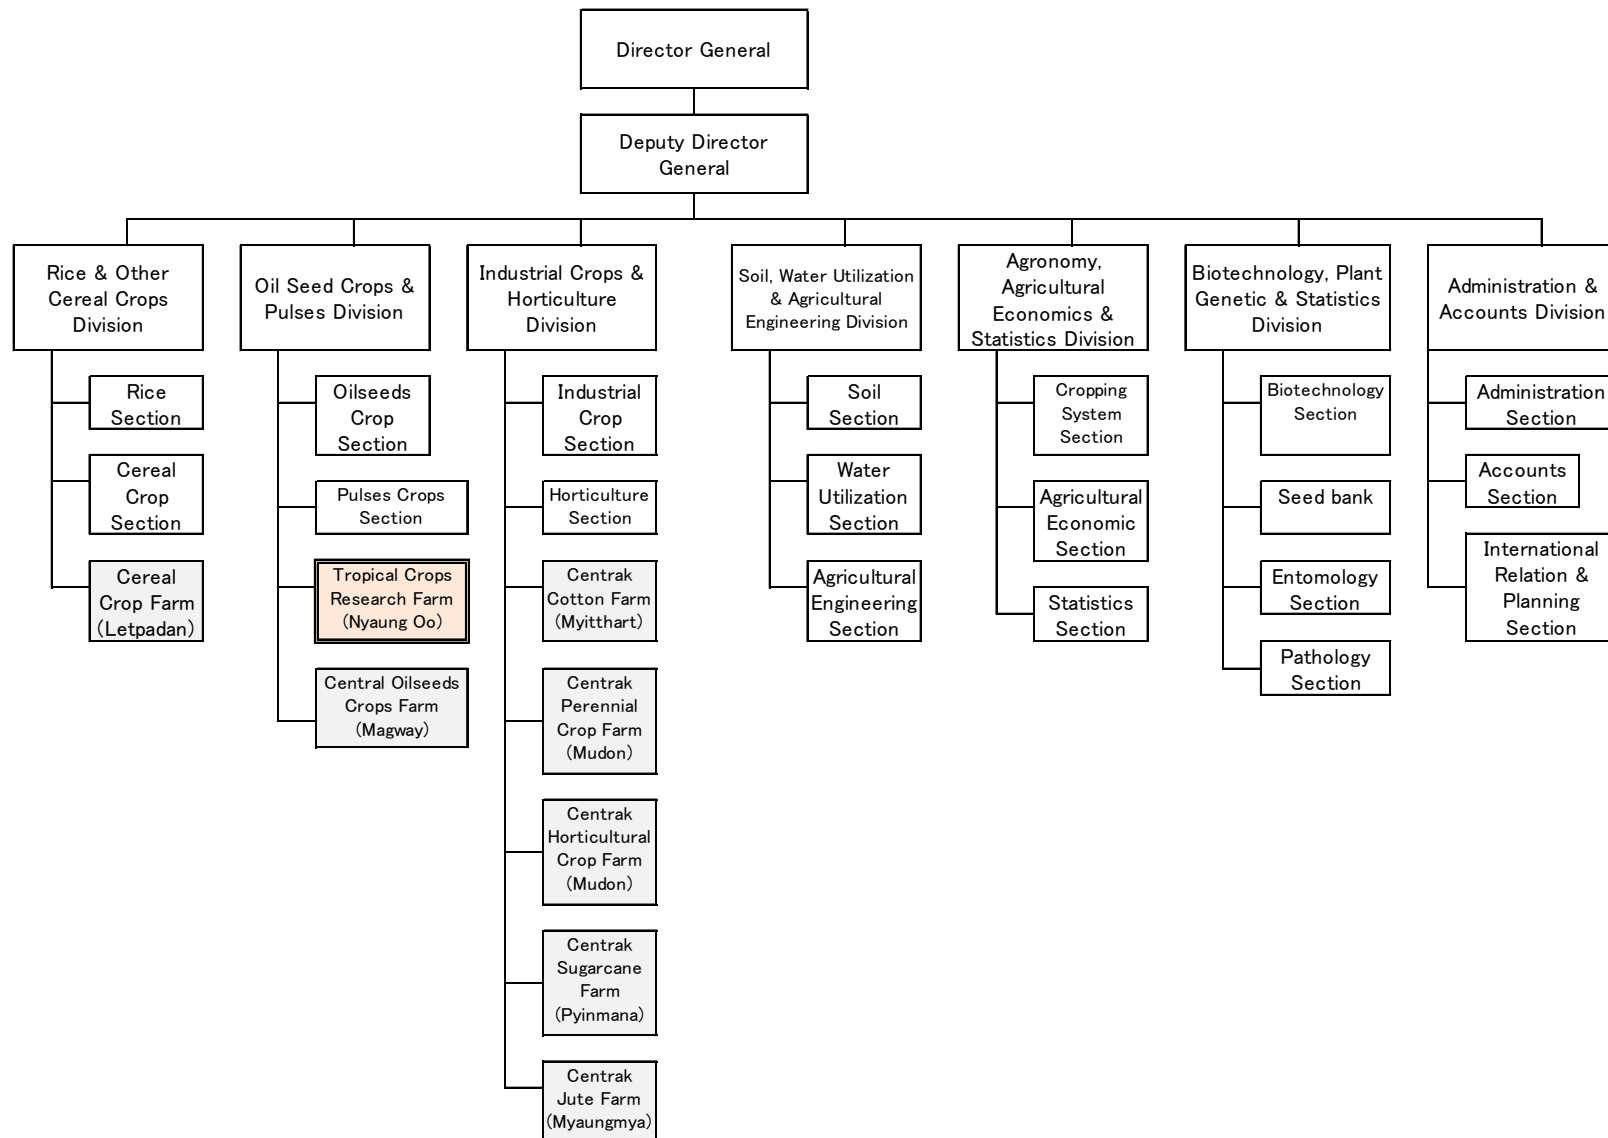 Director General
Deputy Director
General
Rice & Other
Cereal Crops
Division
Rice
Section
Cereal
Crop
Section
Cereal
Crop Farm
(Letpadan)
Oil Seed Crops &
Pulses Division
Oilseeds
Crop
Section
Pulses Crops
Section
Tropical Crops
Research Farm
(Nyaung Oo)
Central Oilseeds
Crops Farm
(Magway)
Industrial Crops &
Horticulture
Division
Industrial
Crop
Section
Horticulture
Section
Centrak
Cotton Farm
(Myitthart)
Centrak
Perennial
Crop Farm
(Mudon)
Centrak
Horticultural
Crop Farm
(Mudon)
Centrak
Sugarcane
Farm
(Pyinmana)
Centrak
Jute Farm
(Myaungmya)
Soil, Water Utilization
& Agricultural
Engineering Division
Soil
Section
Water
Utilization
Section
Agricultural
Engineering
Section
Agronomy,
Agricultural
Economics &
Statistics Division
Cropping
System
Section
Agricultural
Economic
Section
Statistics
Section
Biotechnology, Plant
Genetic & Statistics
Division
Biotechnology
Section
Seed bank
Entomology
Section
Pathology
Section
Administration &
Accounts Division
Administration
Section
Accounts
Section
International
Relation &
Planning
Section